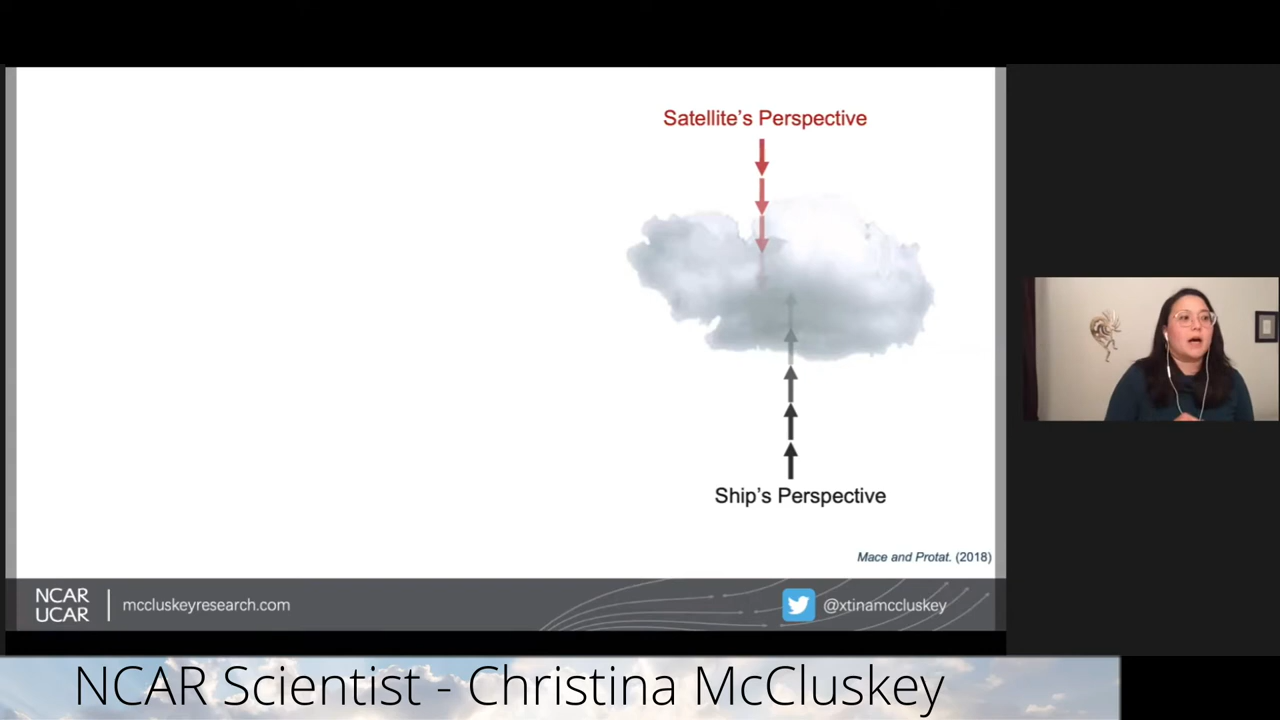 Satellite's Perspective
Ship's Perspective
Mace and Protat. (2018)
NCAR
UCAR
mccluskeyresearch.com
@xtinamccluskey
NCAR Scientist - Christina McCluskey